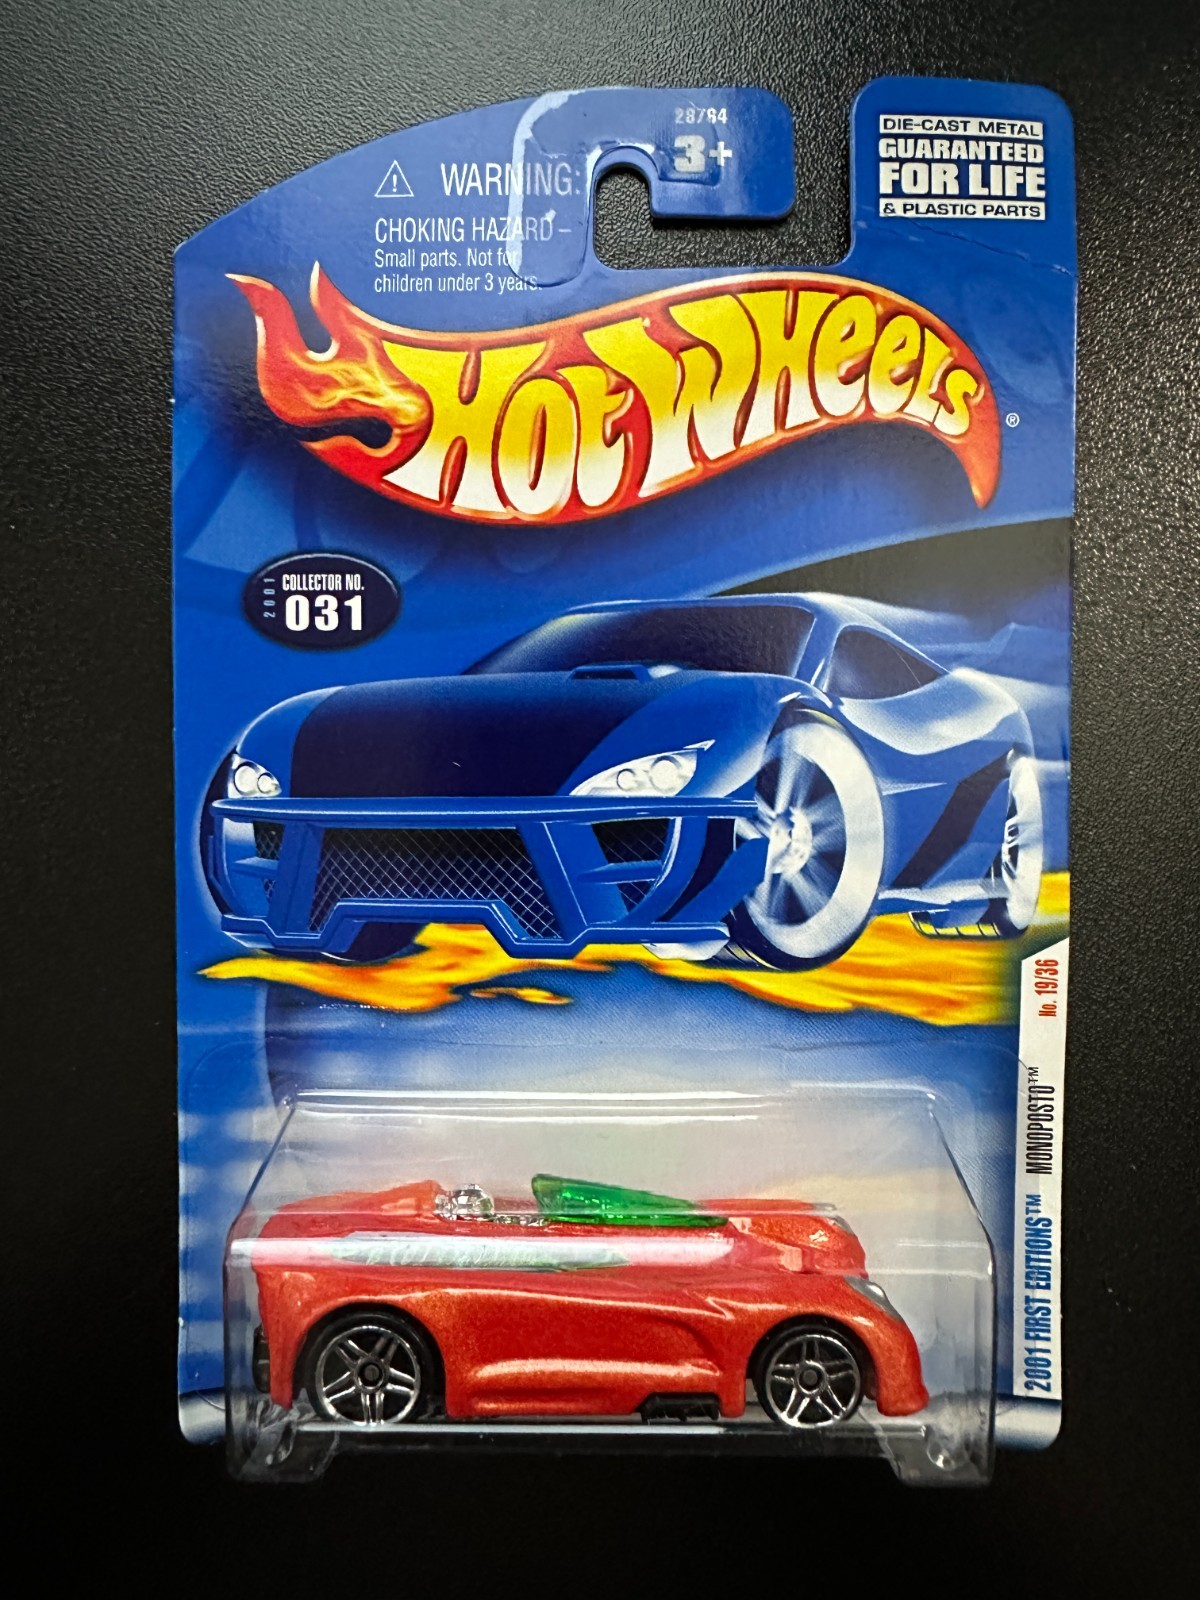 28764
3+
DIE-CAST METAL
GUARANTEED
FOR LIFE
& PLASTIC PARTS
WARNING:
CHOKING HAZARD –
Small parts. Not for
children under 3 years.
HOT WHEELS®
2001
COLLECTOR NO.
031
2001 FIRST EDITIONS™ MONOPOSTO™ No. 19/36